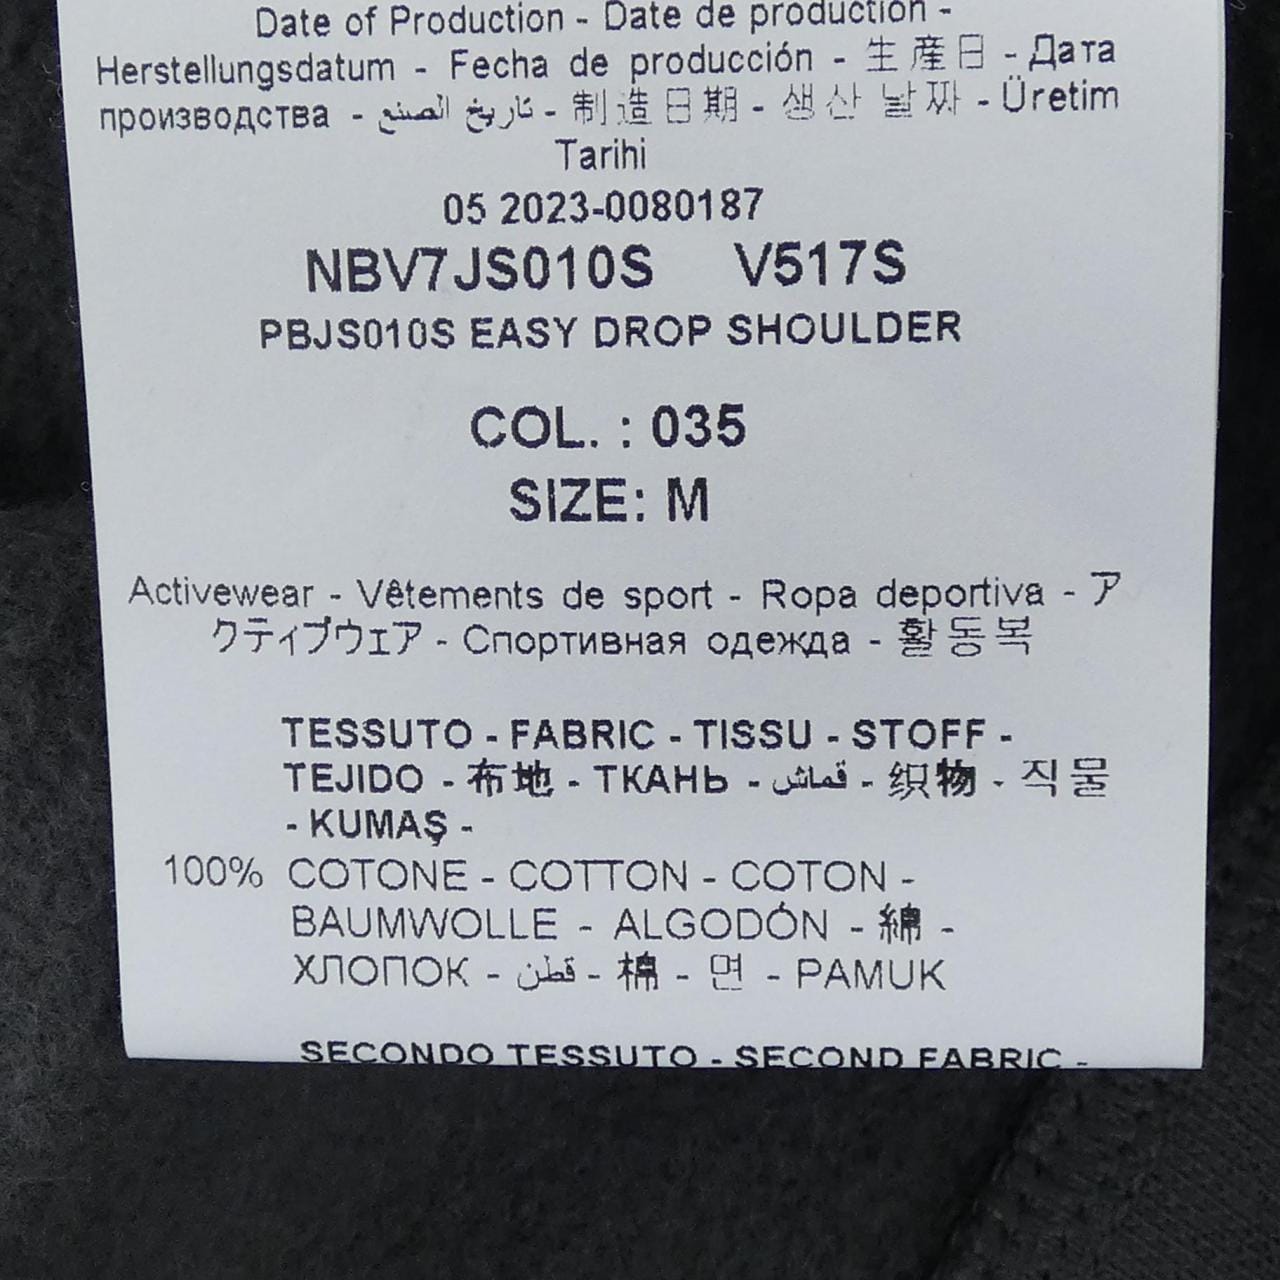 Date of Production - Date de production -
Herstellungsdatum - Fecha de producción - 生産日 - Дата
производства - تاريخ الصنع - 制造日期 - 생산 날짜 - Üretim
Tarihi
05 2023-0080187
NBV7JS010S V517S
PBJS010S EASY DROP SHOULDER
COL. : 035
SIZE: M
Activewear - Vêtements de sport - Ropa deportiva - ア
クティブウェア - Спортивная одежда - 활동복
TESSUTO - FABRIC - TISSU - STOFF -
TEJIDO - 布地 - ТКАНЬ - قماش - 织物 - 직물
- KUMAŞ -
100% COTONE - COTTON - COTON -
BAUMWOLLE - ALGODÓN - 綿 -
ХЛОПОК - قطن - 棉 - 면 - PAMUK
SECONDO TESSUTO - SECOND FABRIC -